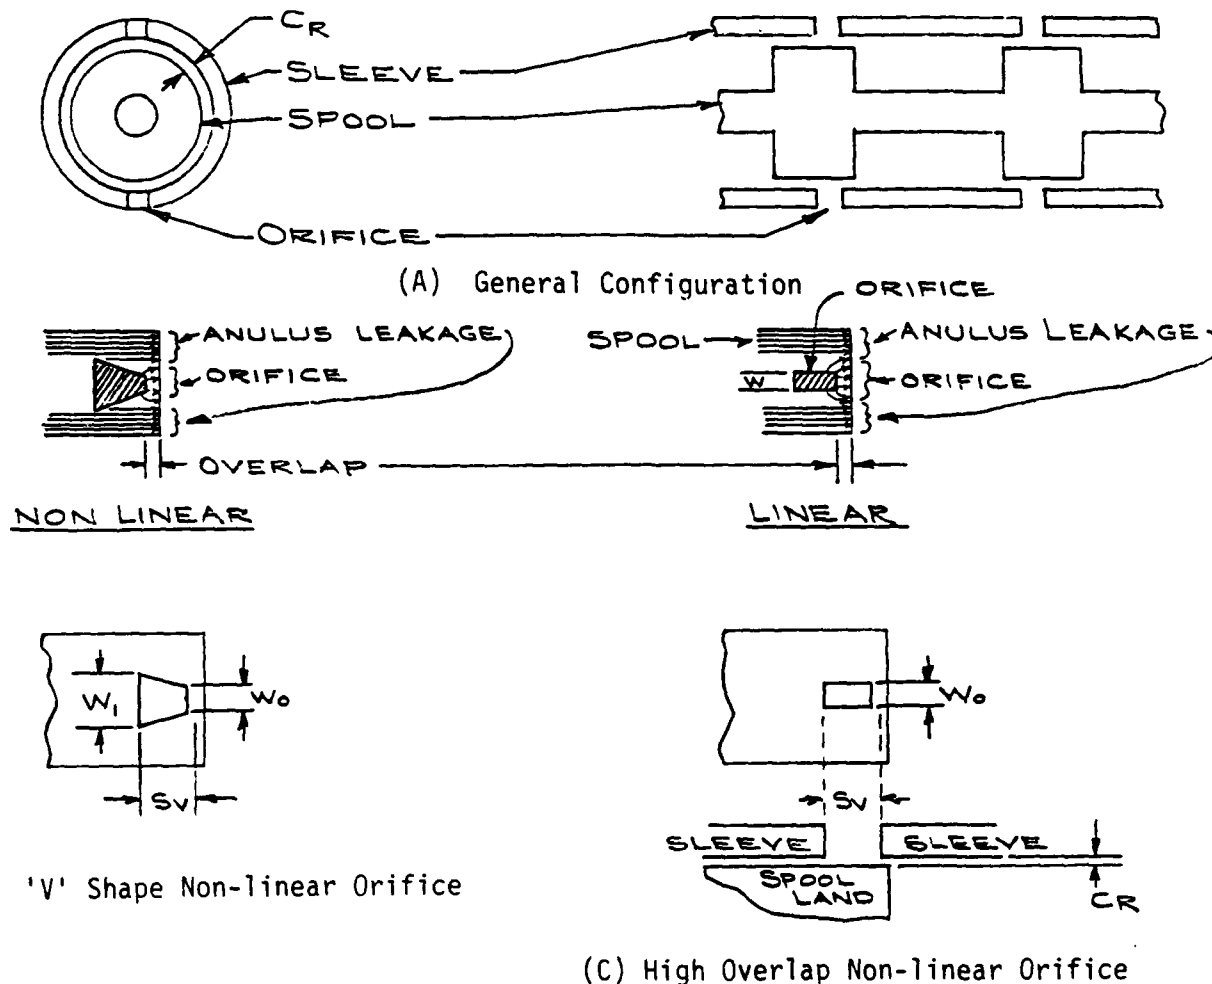 CR
SLEEVE
SPOOL
ORIFICE
(A) General Configuration
ANULUS LEAKAGE
ORIFICE
OVERLAP
NON LINEAR
ORIFICE
SPOOL
ANULUS LEAKAGE
W
ORIFICE
LINEAR
W1
Wo
SV
'V' Shape Non-linear Orifice
Wo
SV
SLEEVE
SLEEVE
SPOOL
LAND
CR
(C) High Overlap Non-linear Orifice